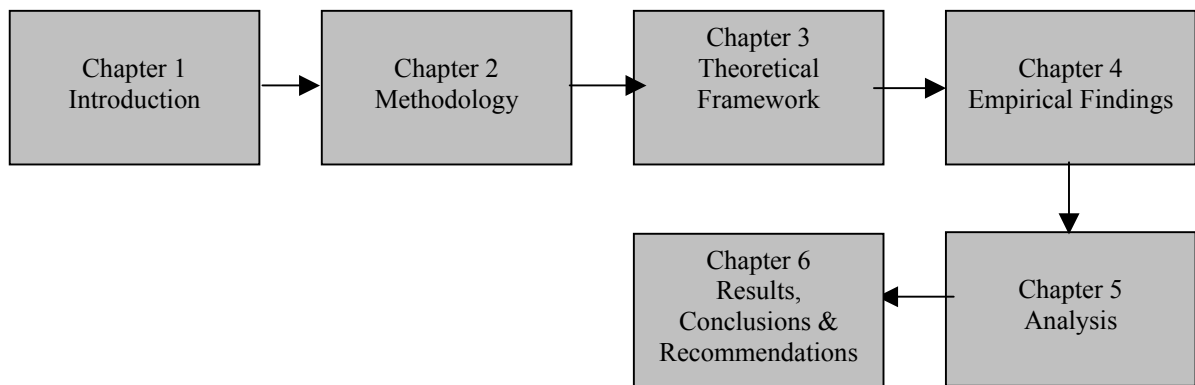 Chapter 1
Introduction
Chapter 2
Methodology
Chapter 3
Theoretical
Framework
Chapter 4
Empirical Findings
Chapter 5
Analysis
Chapter 6
Results,
Conclusions &
Recommendations